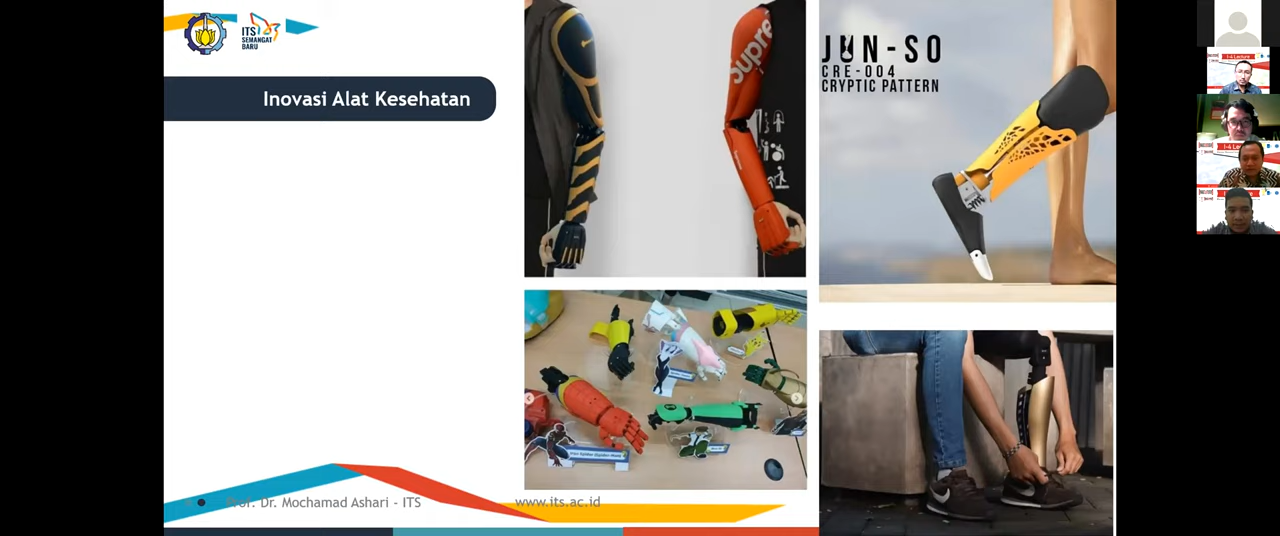 ITS
SEMANGAT
BARU
Inovasi Alat Kesehatan
Supre
JUN-SO
CRE-004
CRYPTIC PATTERN
Prof. Dr. Mochamad Ashari - ITS
www.its.ac.id